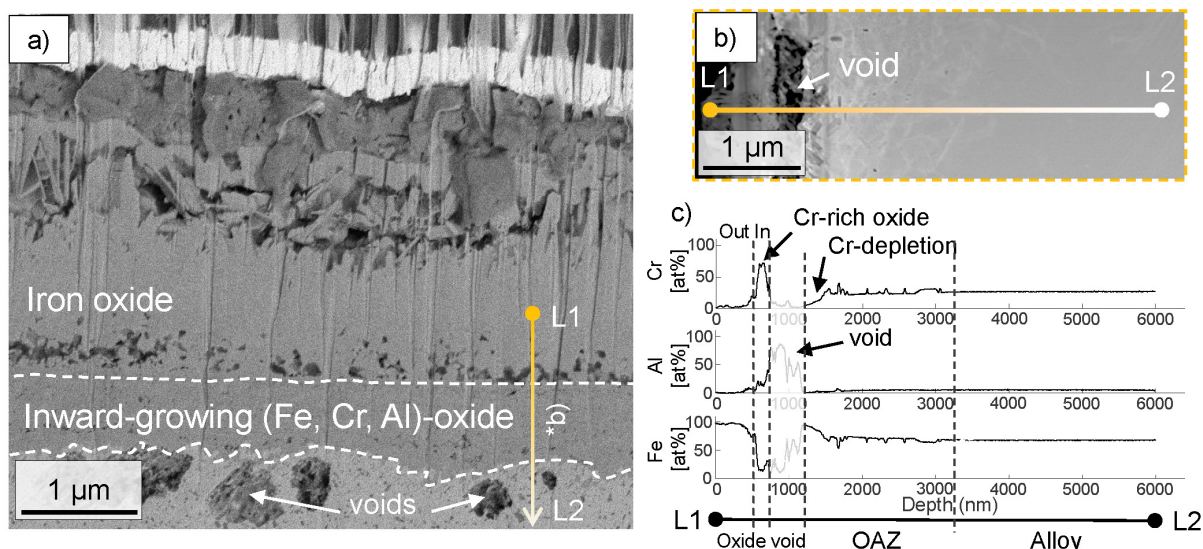 a)
Iron oxide
L1
Inward-growing (Fe, Cr, Al)-oxide
b)*
1 µm
voids
L2
b)
L1
void
L2
1 µm
c)
Out In
Cr-rich oxide
Cr-depletion
Cr
[at%]
100
50
0
0 1000 2000 3000 4000 5000 6000
void
Al
[at%]
100
50
0
0 1000 2000 3000 4000 5000 6000
Fe
[at%]
100
50
0
0 1000 2000 3000 4000 5000 6000
Depth (nm)
L1
L2
Oxide void OAZ Alloy